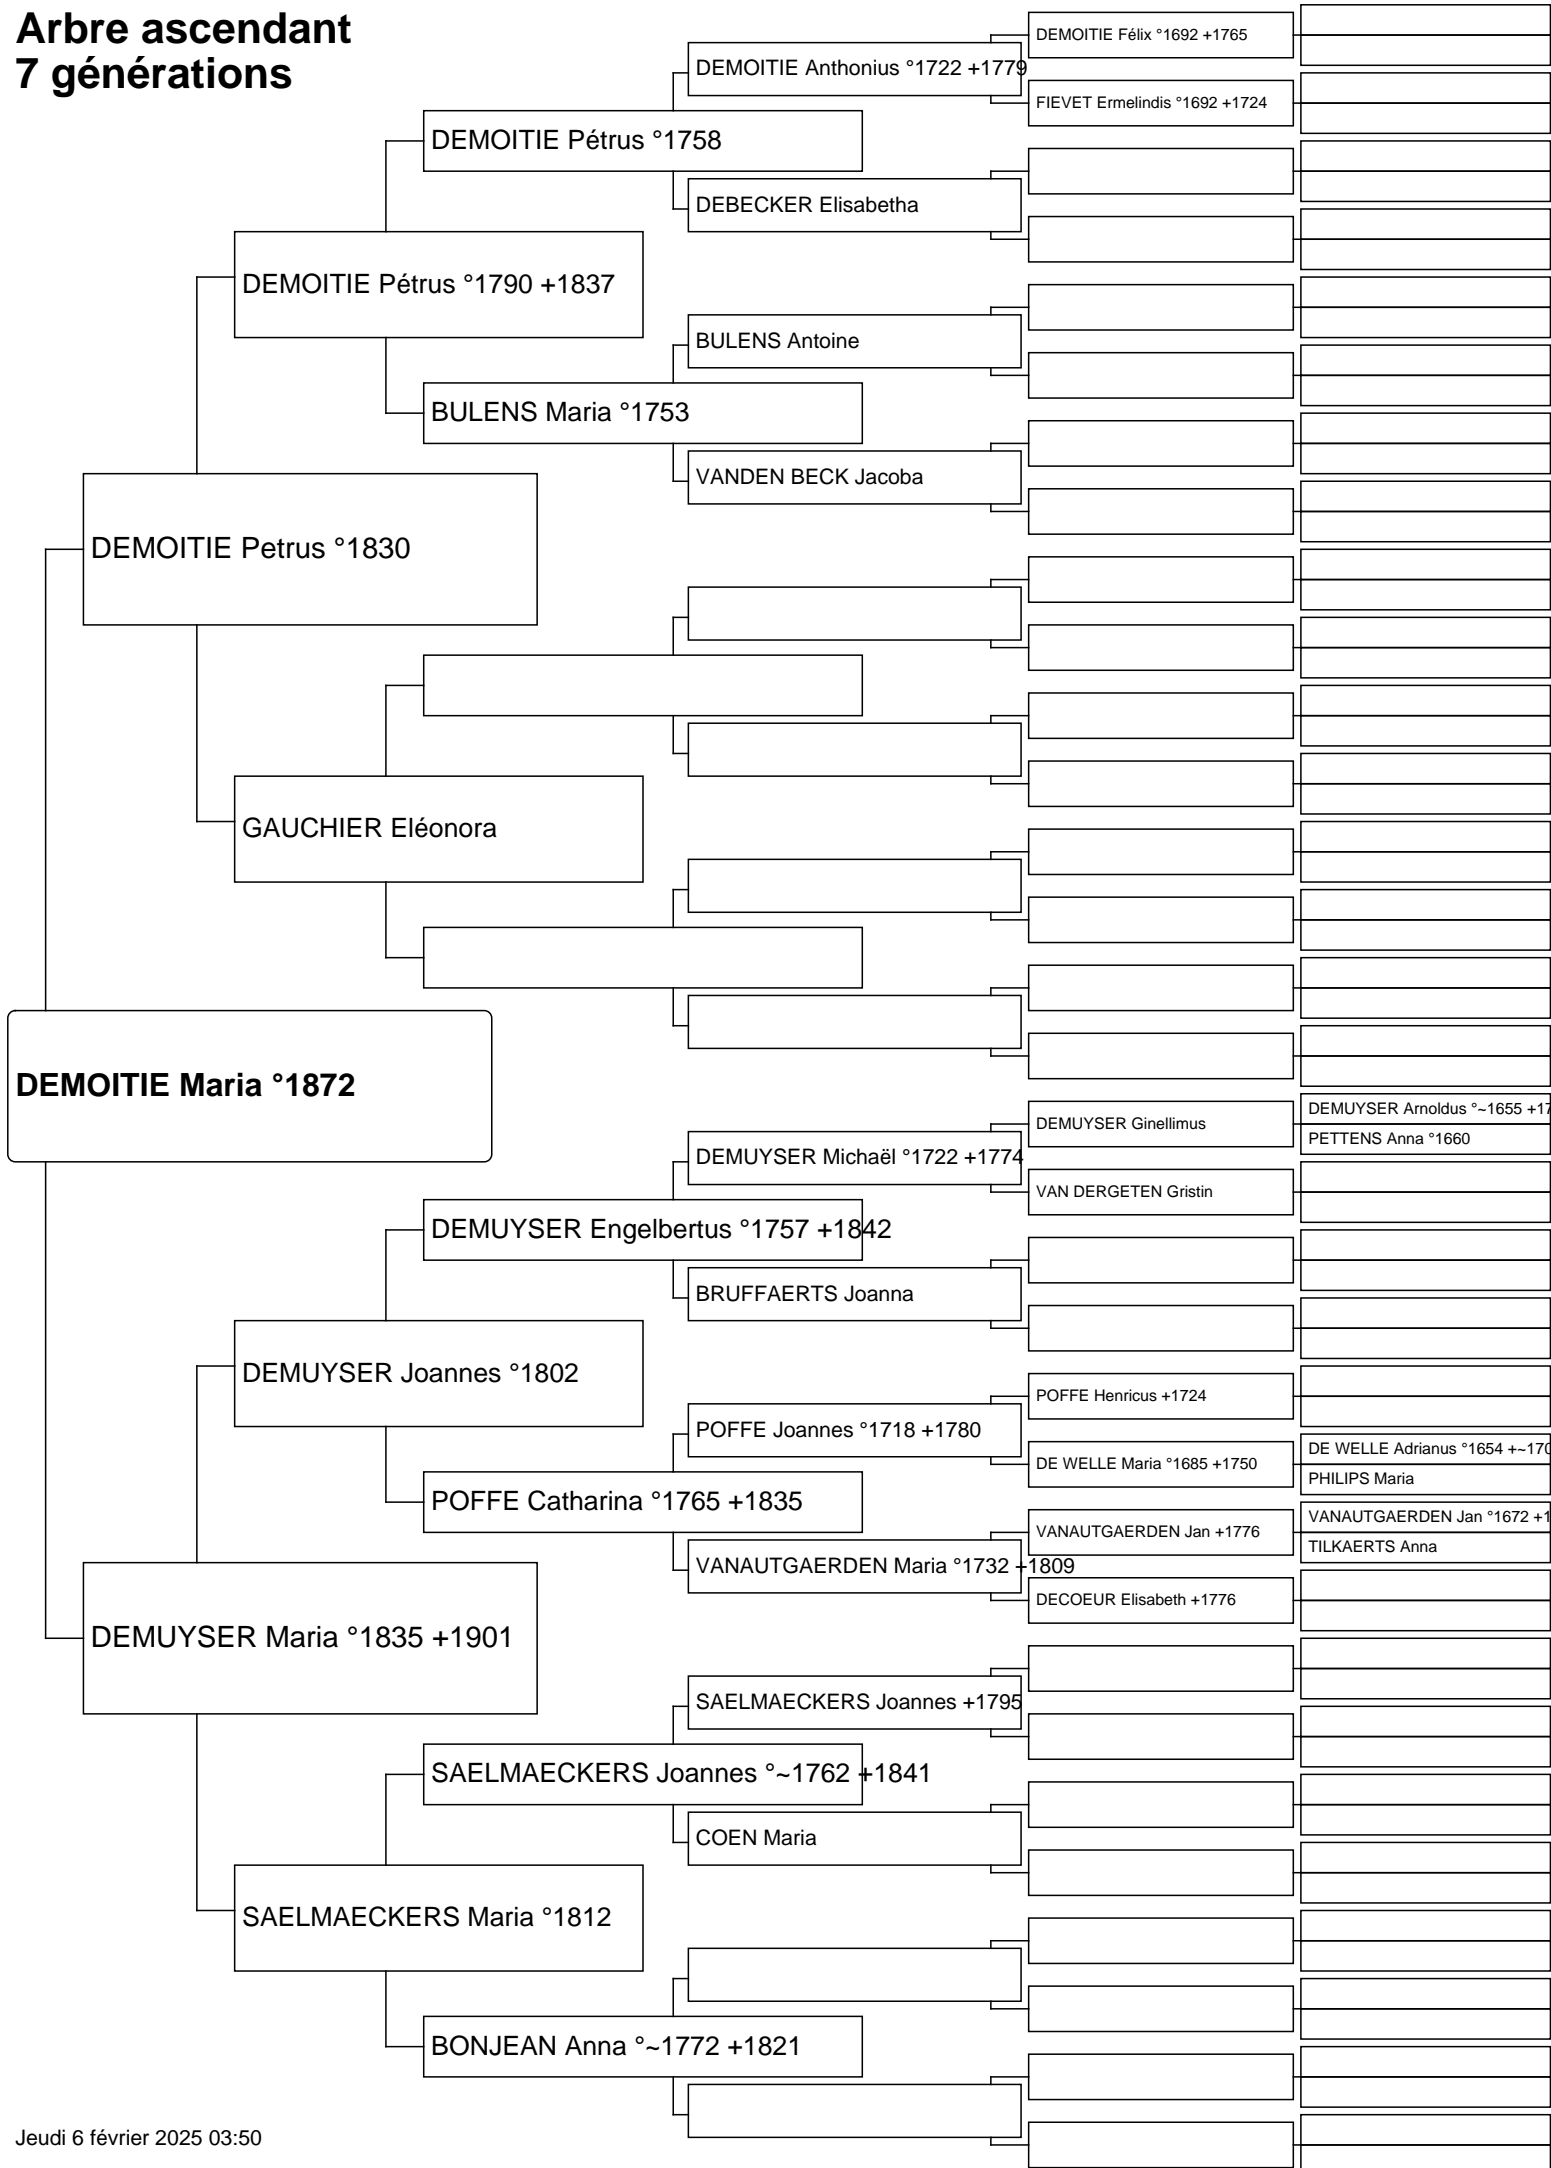 Arbre ascendant
7 générations
DEMOITIE Félix °1692 +1765
DEMOITIE Anthonius °1722 +1779
FIEVET Ermelindis °1692 +1724
DEMOITIE Pétrus °1758
DEBECKER Elisabetha
DEMOITIE Pétrus °1790 +1837
BULENS Antoine
BULENS Maria °1753
VANDEN BECK Jacoba
DEMOITIE Petrus °1830
GAUCHIER Eléonora
DEMOITIE Maria °1872
DEMUYSER Arnoldus °~1655 +17
DEMUYSER Ginellimus
PETTENS Anna °1660
DEMUYSER Michaël °1722 +1774
VAN DERGETEN Gristin
DEMUYSER Engelbertus °1757 +1842
BRUFFAERTS Joanna
DEMUYSER Joannes °1802
POFFE Henricus +1724
POFFE Joannes °1718 +1780
DE WELLE Adrianus °1654 +~170
DE WELLE Maria °1685 +1750
PHILIPS Maria
POFFE Catharina °1765 +1835
VANAUTGAERDEN Jan °1672 +1
VANAUTGAERDEN Jan +1776
TILKAERTS Anna
VANAUTGAERDEN Maria °1732 +1809
DECOEUR Elisabeth +1776
DEMUYSER Maria °1835 +1901
SAELMAECKERS Joannes +1795
SAELMAECKERS Joannes °~1762 +1841
COEN Maria
SAELMAECKERS Maria °1812
BONJEAN Anna °~1772 +1821
Jeudi 6 février 2025 03:50